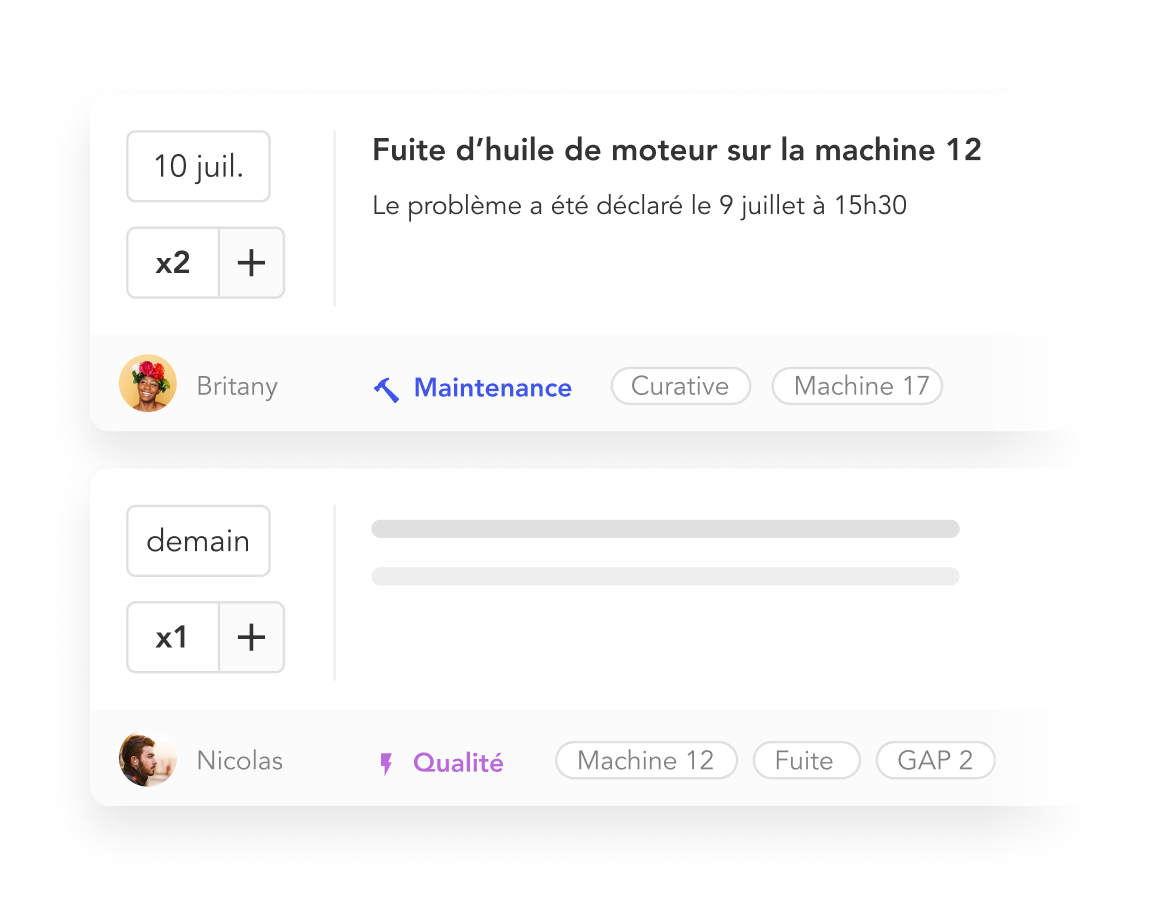 10 juil.
Fuite d’huile de moteur sur la machine 12
Le problème a été déclaré le 9 juillet à 15h30
x2 +
Britany
Maintenance
Curative
Machine 17
demain
x1 +
Nicolas
Qualité
Machine 12
Fuite
GAP 2